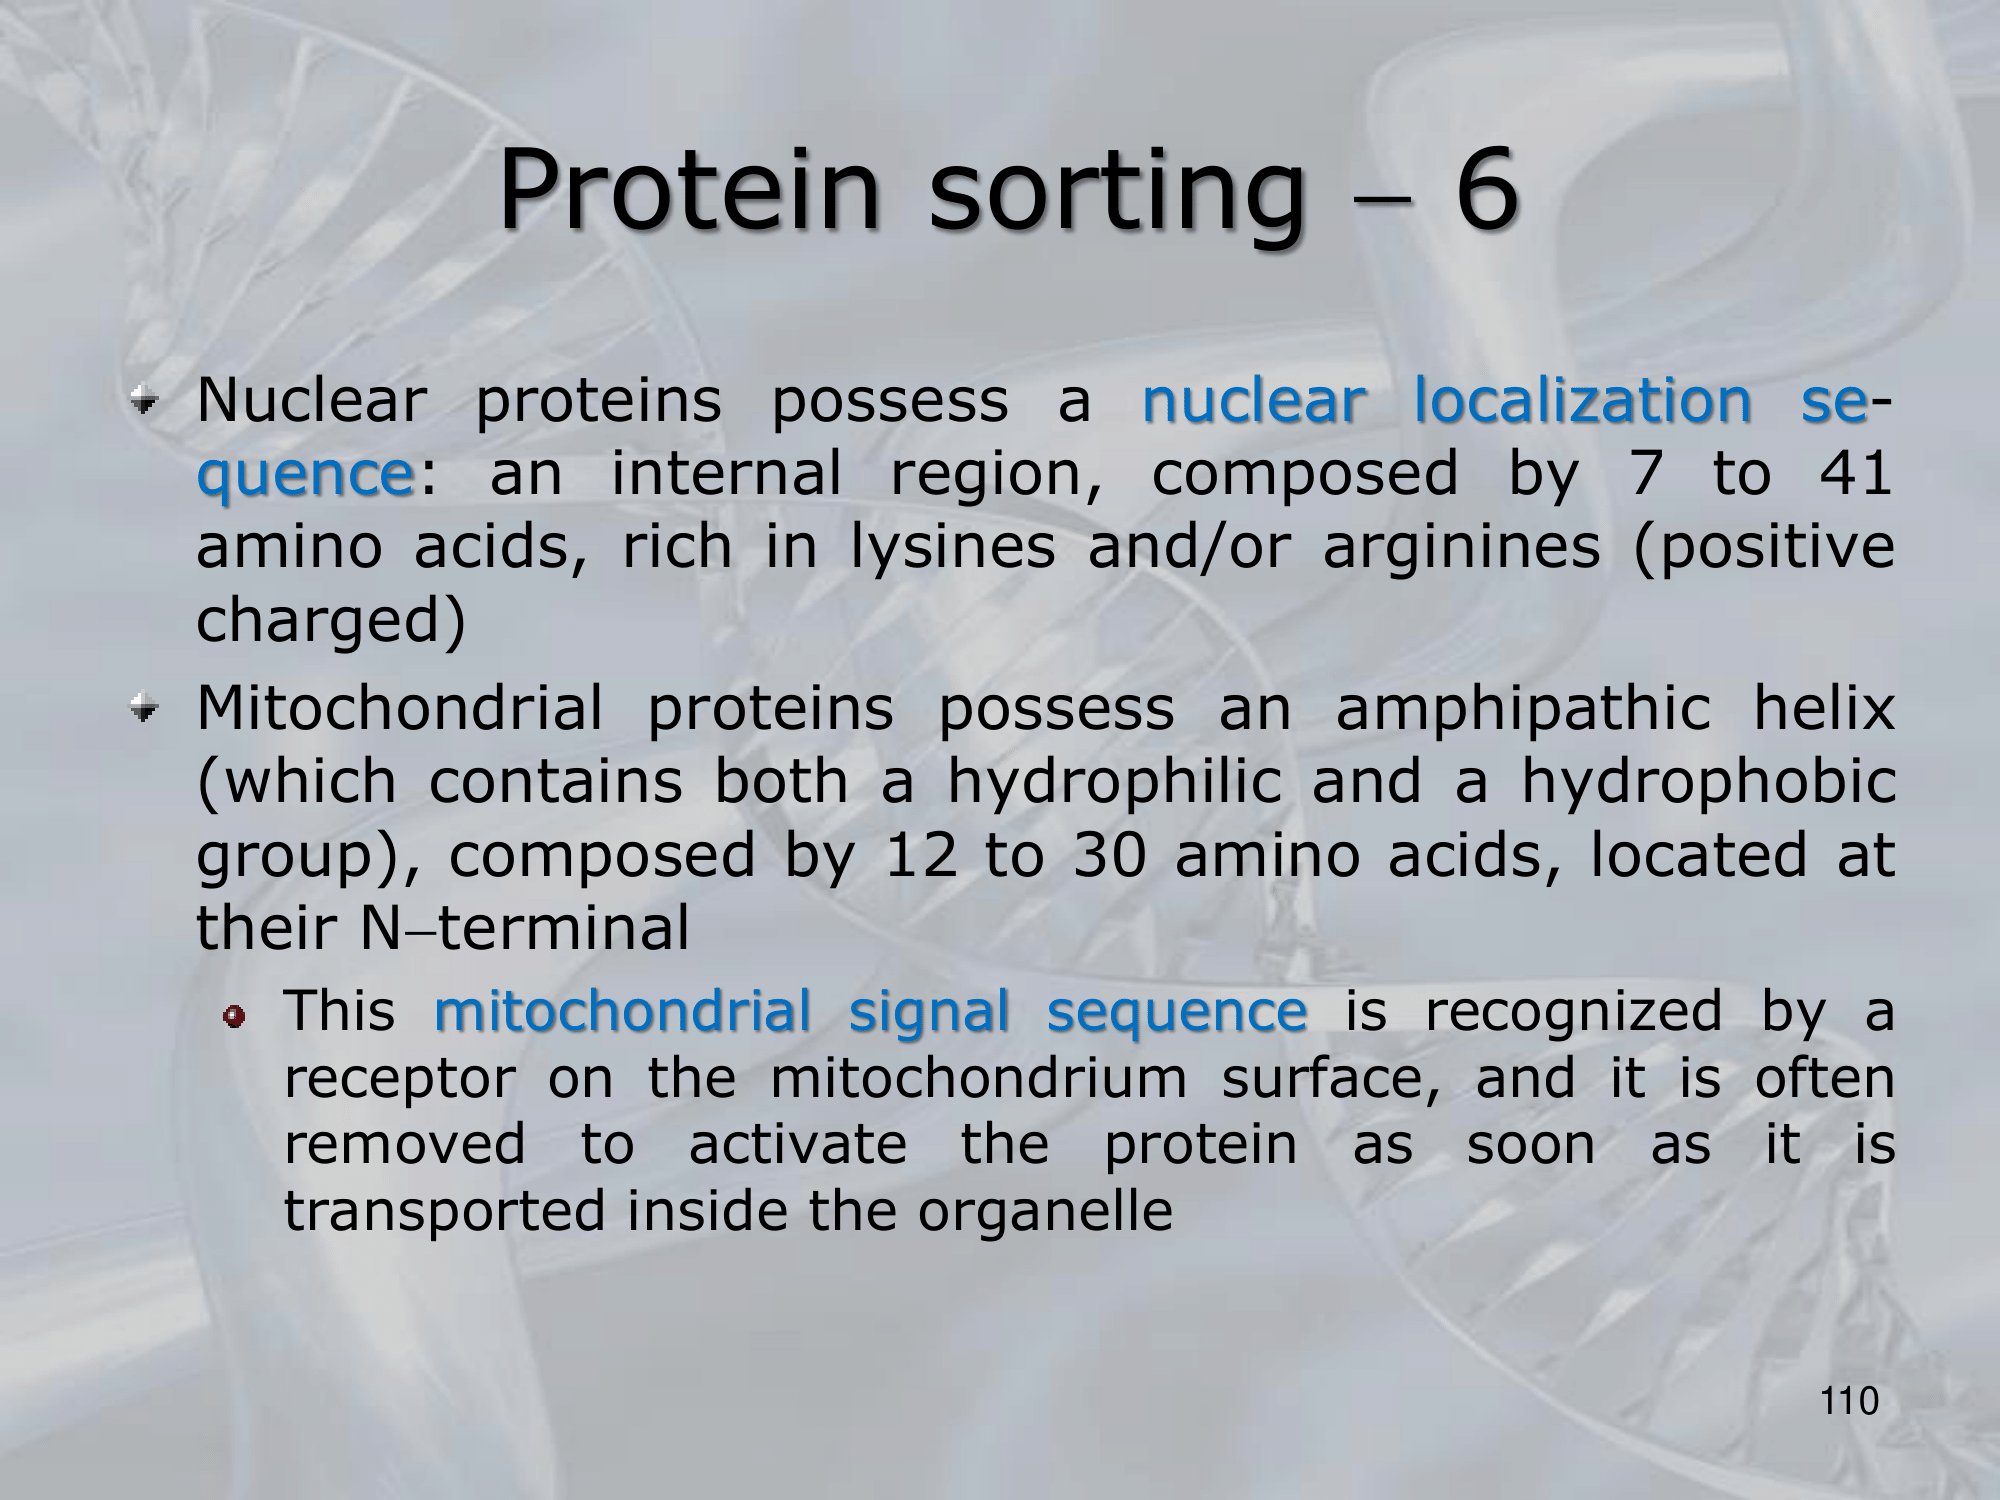 Protein sorting – 6
Nuclear proteins possess a nuclear localization se-
quence: an internal region, composed by 7 to 41
amino acids, rich in lysines and/or arginines (positive
charged)
Mitochondrial proteins possess an amphipathic helix
(which contains both a hydrophilic and a hydrophobic
group), composed by 12 to 30 amino acids, located at
their N–terminal
This mitochondrial signal sequence is recognized by a
receptor on the mitochondrium surface, and it is often
removed to activate the protein as soon as it is
transported inside the organelle
110